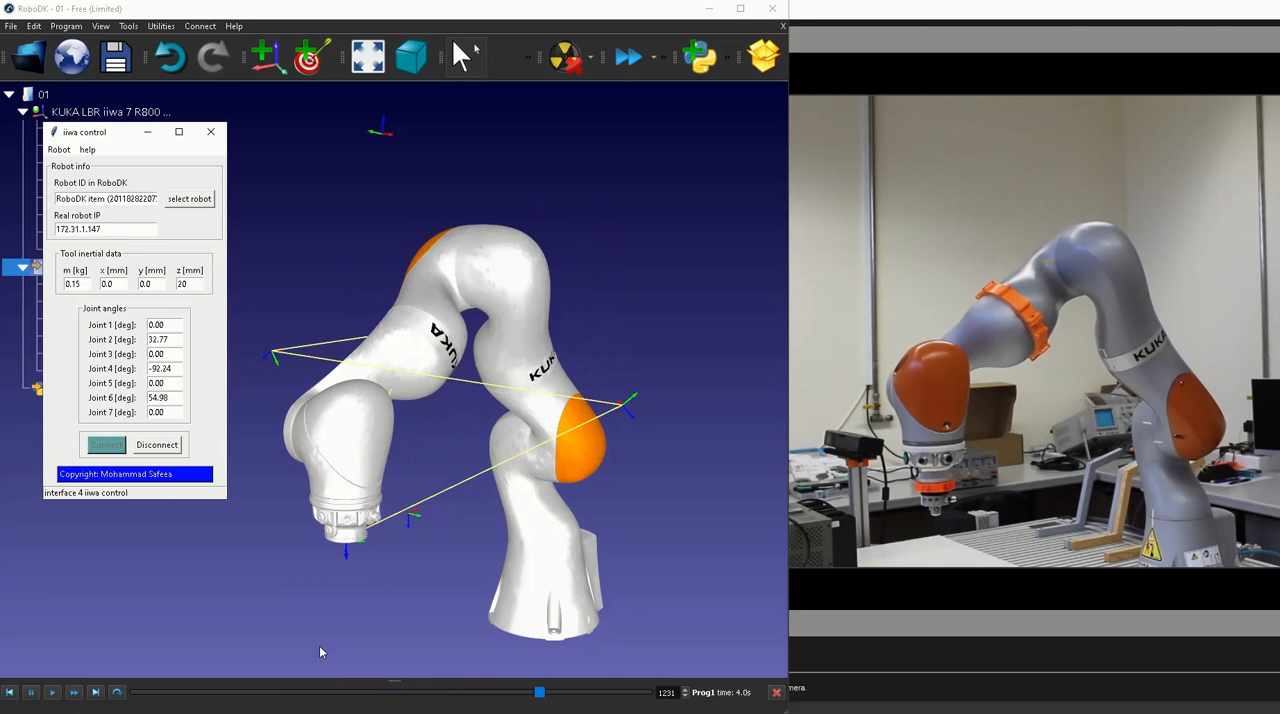 RoboDK - 01 - Free (Limited)
File Edit Program View Tools Utilities Connect Help X
01
KUKA LBR iiwa 7 R800 ...
iiwa control
Robot help
Robot info
Robot ID in RoboDK
RoboDK item (20118282207 select robot
Real robot IP
172.31.1.147
Tool inertial data
m [kg] x [mm] y [mm] z [mm]
0.15 0.0 0.0 20
Joint angles
Joint 1 [deg]: 0.00
Joint 2 [deg]: 32.77
Joint 3 [deg]: 0.00
Joint 4 [deg]: -92.24
Joint 5 [deg]: 0.00
Joint 6 [deg]: 54.98
Joint 7 [deg]: 0.00
Connect Disconnect
Copyright: Mohammad Safeea
interface 4 iiwa control
KUKA
KUK
KUKA
1231 Prog1 time: 4.0s
mera.